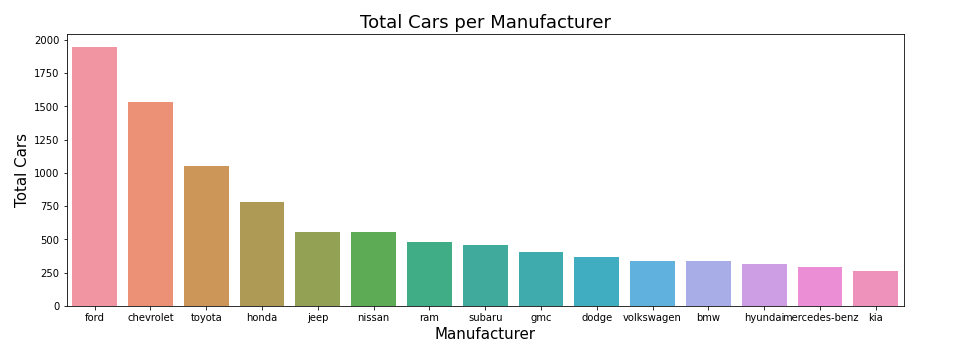 Total Cars per Manufacturer
Total Cars
2000
1750
1500
1250
1000
750
500
250
0
ford chevrolet toyota honda jeep nissan ram subaru gmc dodge volkswagen bmw hyundai mercedes-benz kia
Manufacturer